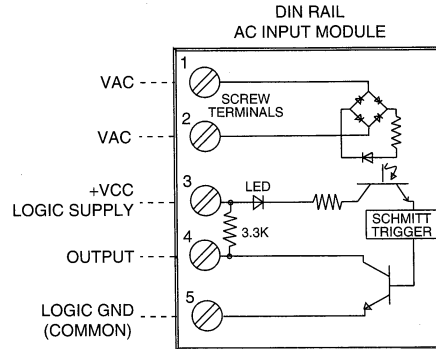 DIN RAIL
AC INPUT MODULE
1
VAC
SCREW
TERMINALS
2
VAC
3
+VCC
LOGIC SUPPLY
LED
SCHMITT
TRIGGER
3.3K
4
OUTPUT
5
LOGIC GND
(COMMON)